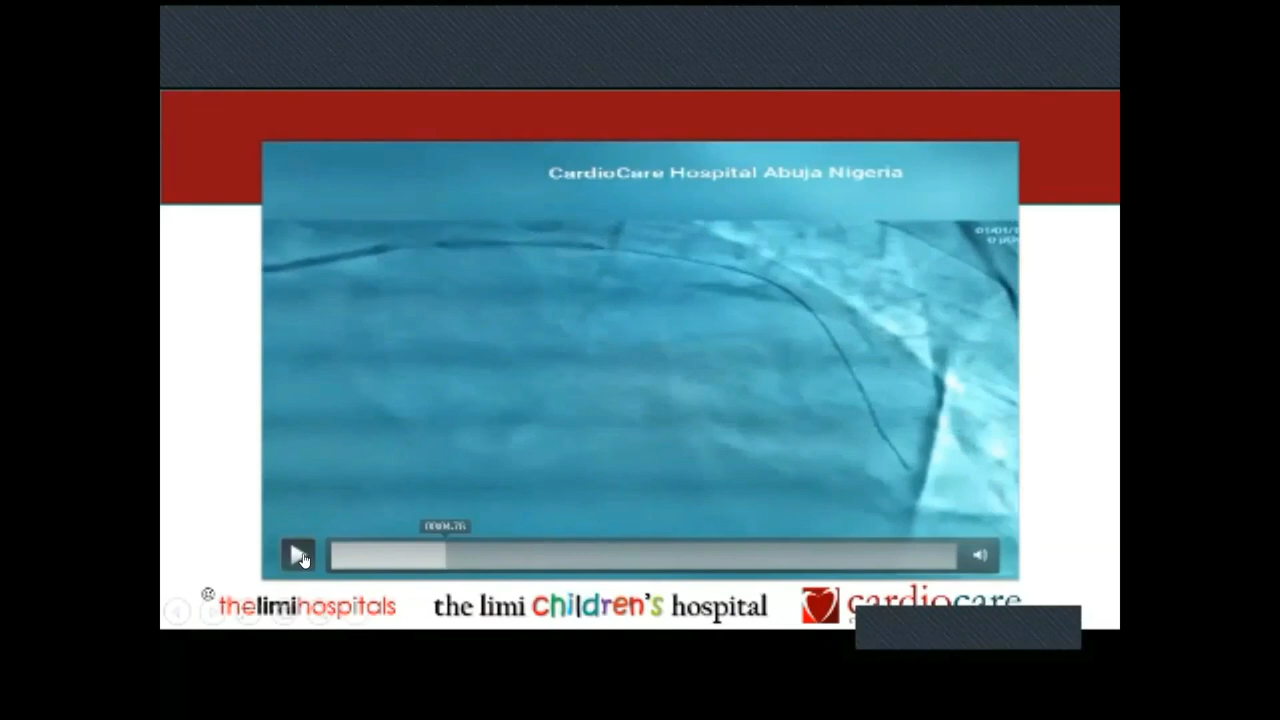 CardioCare Hospital Abuja Nigeria
thelimihospitals
the limi children's hospital
cardiocare